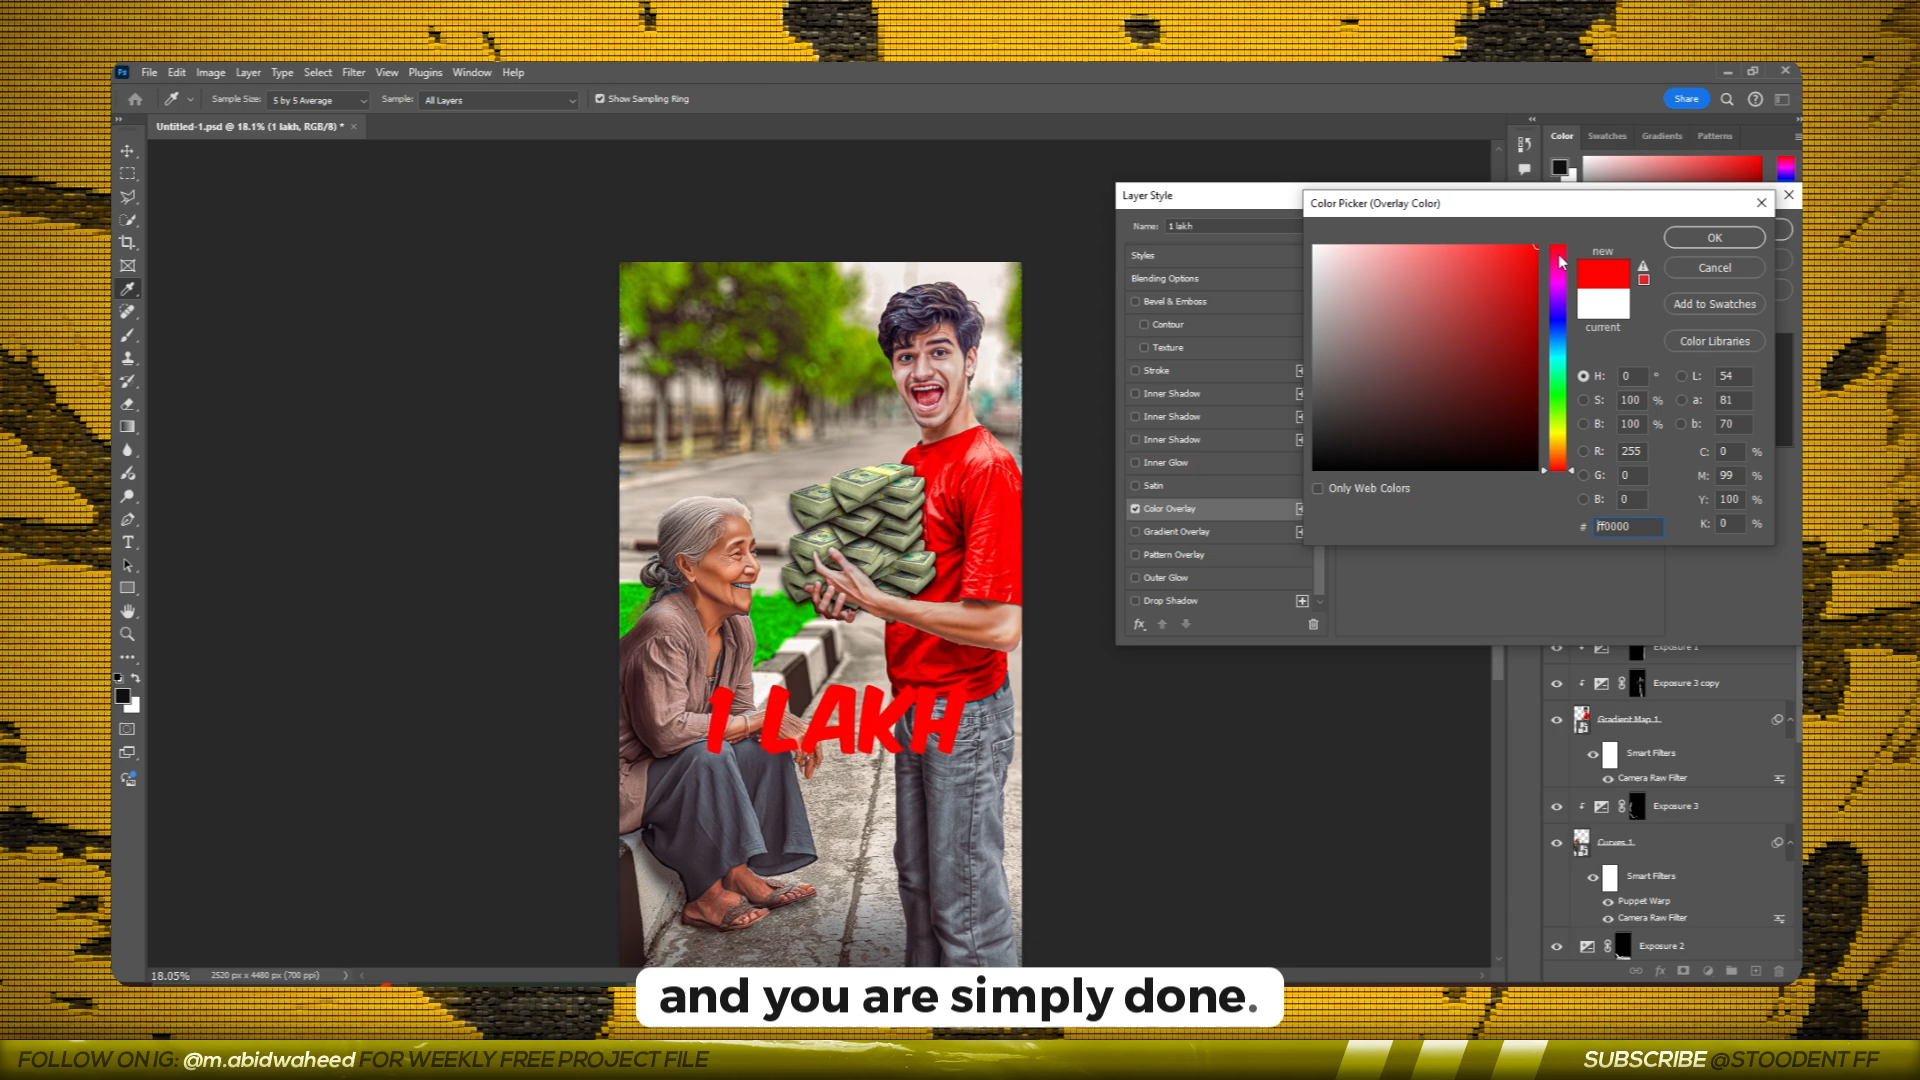 Ps File Edit Image Layer Type Select Filter View Plugins Window Help
Sample Size: 5 by 5 Average Sample: All Layers Show Sampling Ring Share
Untitled-1.psd @ 18.1% (1 lakh, RGB/8) *
Color Swatches Gradients Patterns
Layer Style
Name: 1 lakh
Styles
Blending Options
Bevel & Emboss
Contour
Texture
Stroke
Inner Shadow
Inner Shadow
Inner Shadow
Inner Glow
Satin
Color Overlay
Gradient Overlay
Pattern Overlay
Outer Glow
Drop Shadow
fx
Color Picker (Overlay Color)
new
current
OK
Cancel
Add to Swatches
Color Libraries
H: 0 ° L: 54
S: 100 % a: 81
B: 100 % b: 70
R: 255 C: 0 %
G: 0 M: 99 %
B: 0 Y: 100 %
# ff0000 K: 0 %
Only Web Colors
1 LAKH
Exposure 1
Exposure 3 copy
Gradient Map 1
Smart Filters
Camera Raw Filter
Exposure 3
Curves 1
Smart Filters
Puppet Warp
Camera Raw Filter
Exposure 2
fx
18.05% 2520 px x 4480 px (700 ppi)
and you are simply done.
FOLLOW ON IG: @m.abidwaheed FOR WEEKLY FREE PROJECT FILE
SUBSCRIBE @STOODENT FF